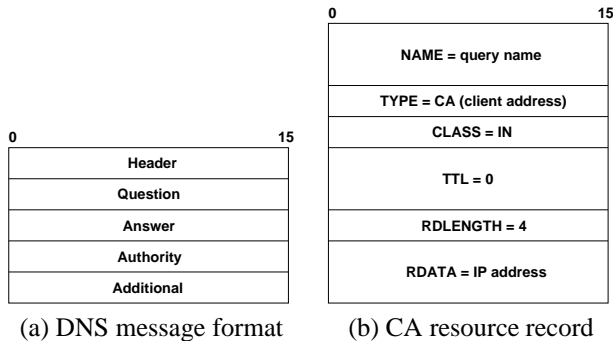 0 15
Header
Question
Answer
Authority
Additional
(a) DNS message format
0 15
NAME = query name
TYPE = CA (client address)
CLASS = IN
TTL = 0
RDLENGTH = 4
RDATA = IP address
(b) CA resource record